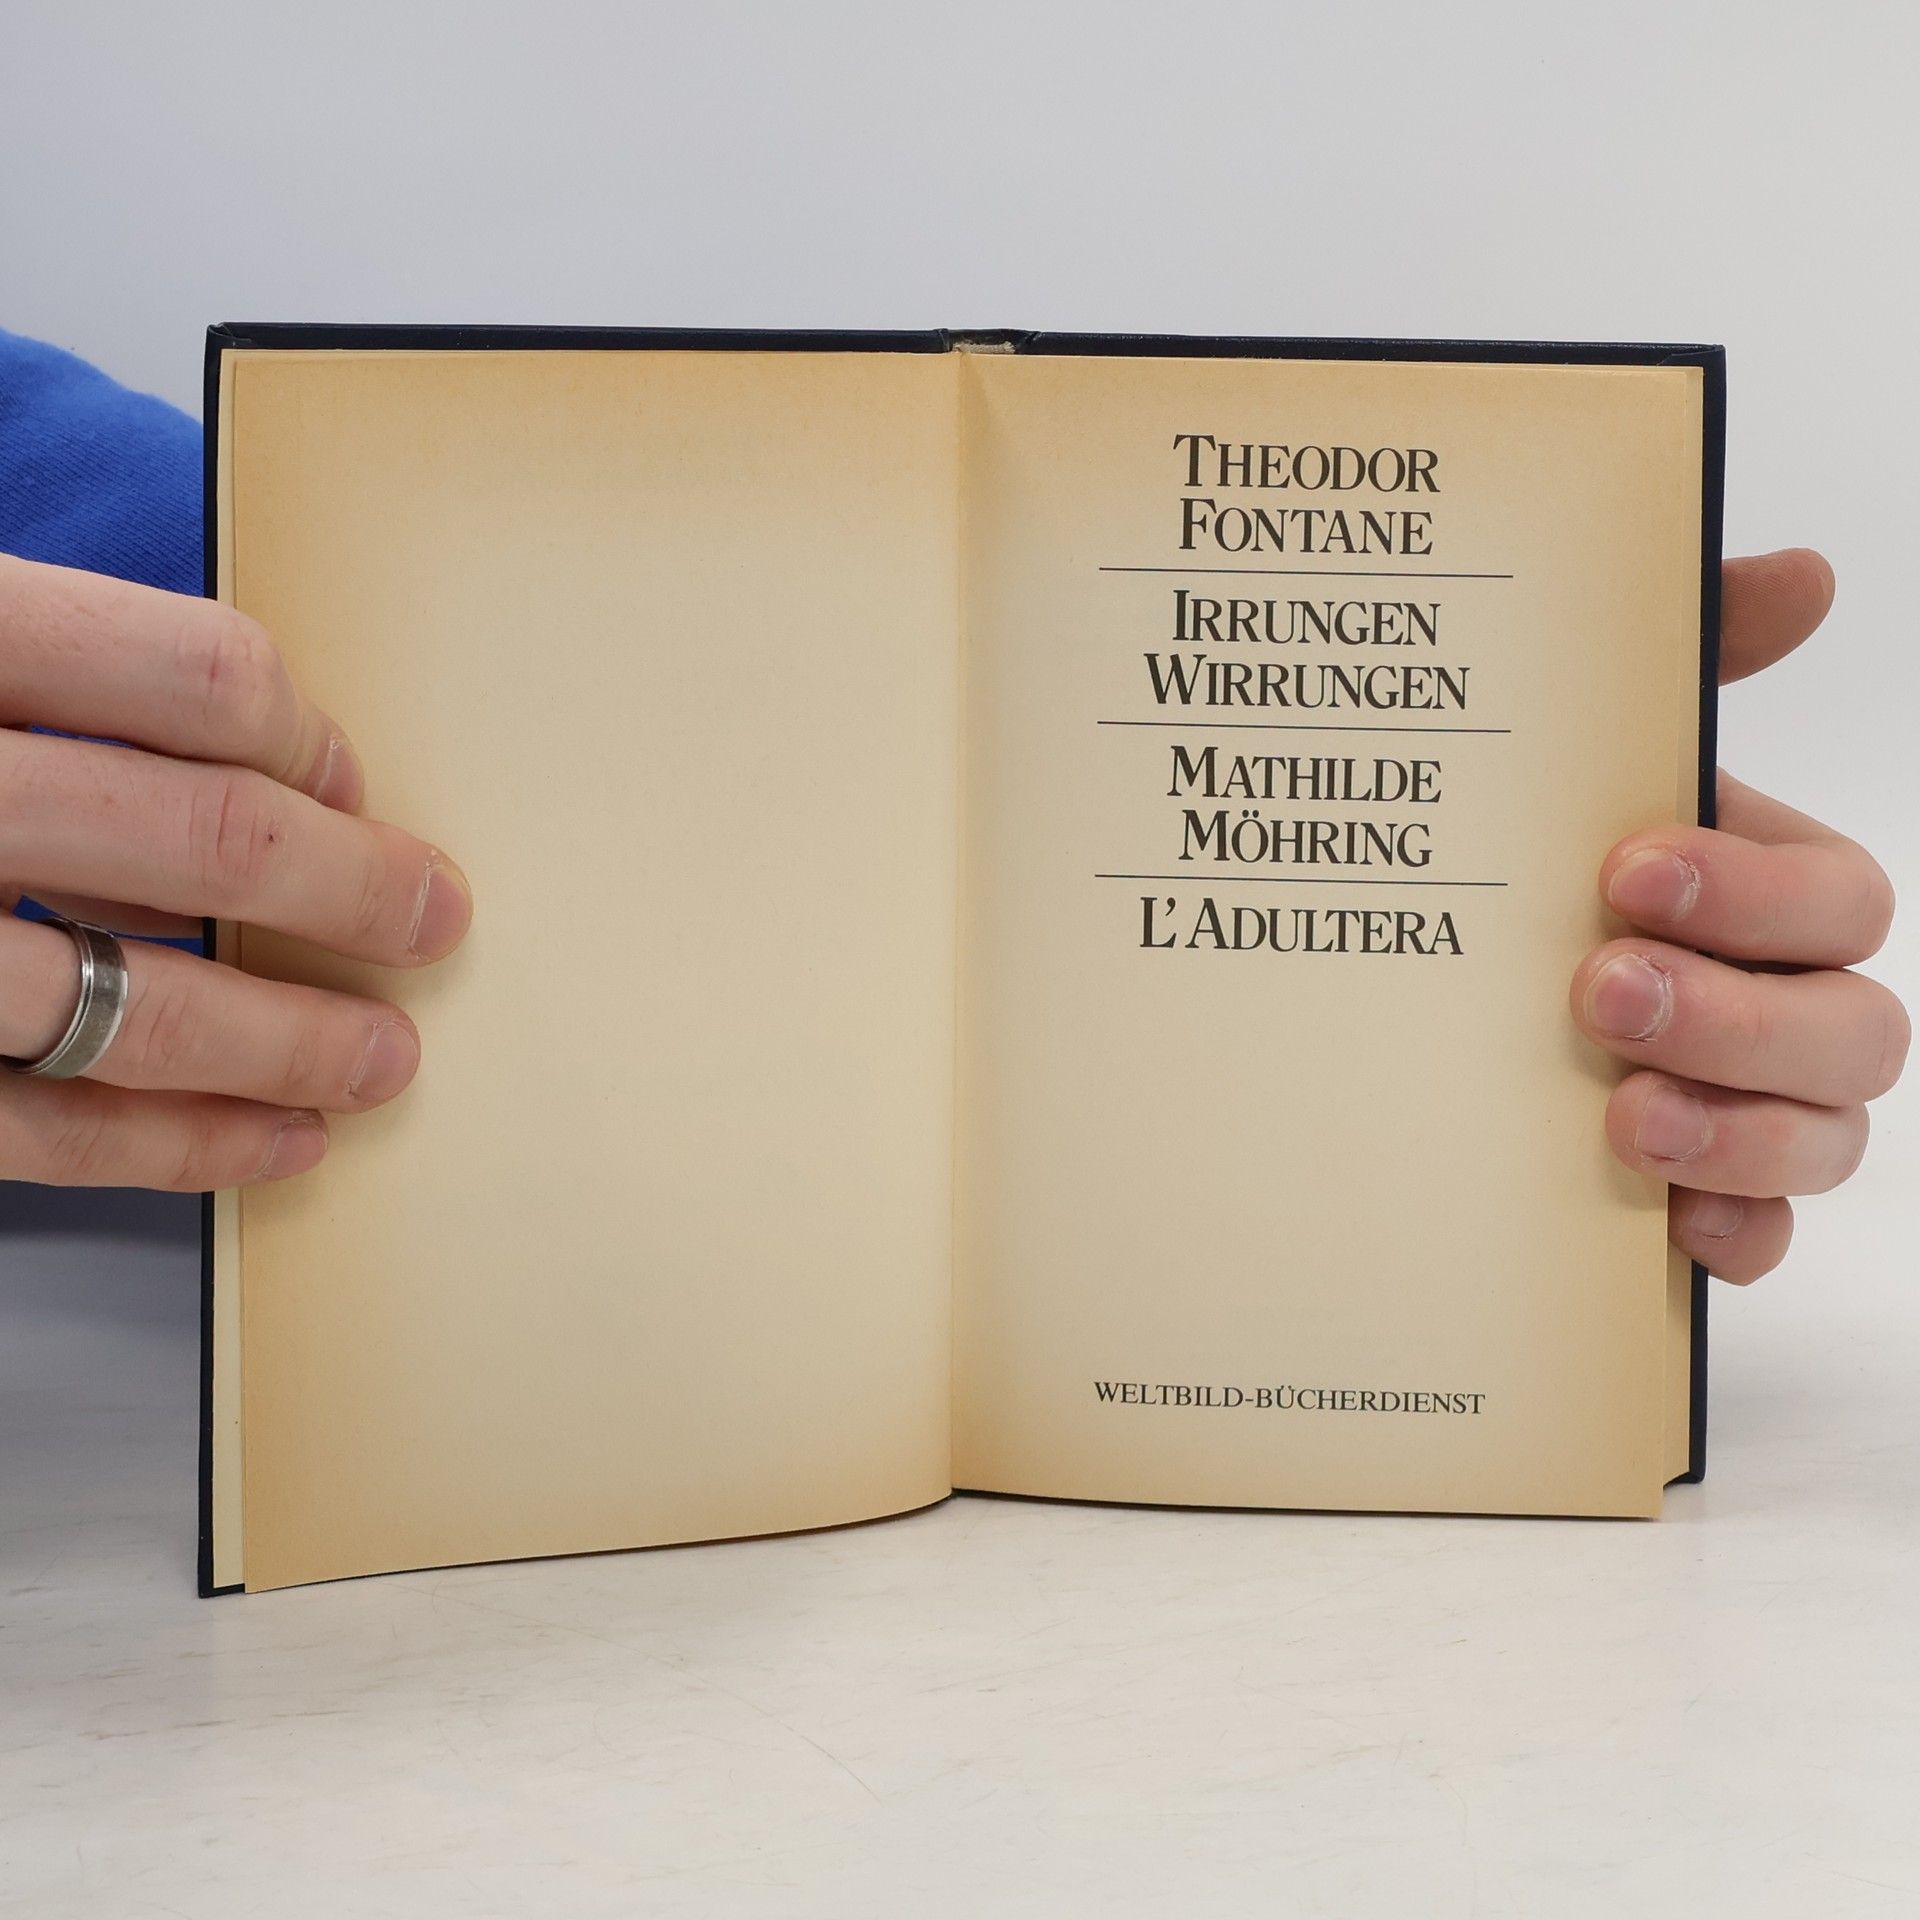 THEODOR
FONTANE
IRRUNGEN
WIRRUNGEN
MATHILDE
MÖHRING
L'ADULTERA
WELTBILD-BÜCHERDIENST